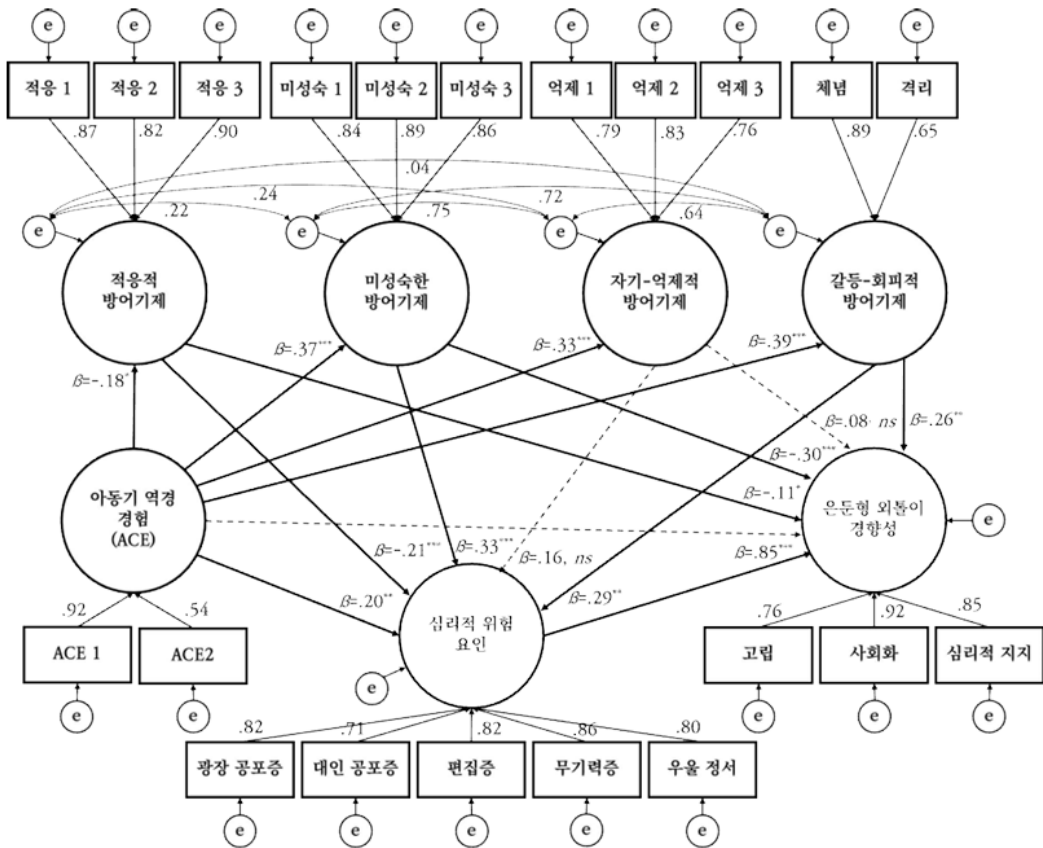 e e e e e e e e e e e
적응 1 적응 2 적응 3 미성숙 1 미성숙 2 미성숙 3 억제 1 억제 2 억제 3 체념 격리
.87 .82 .90 .84 .89 .86 .79 .83 .76 .89 .65
.04
.24 .72
.22 .75 .64
e e e e
적응적 미성숙한 자기-억제적 갈등-회피적
방어기제 방어기제 방어기제 방어기제
β=.37*** β=.33*** β=.39***
β=-.18*
β=.08, ns β=.26**
β=-.30***
β=-.11*
아동기 역경
경험
(ACE)
은둔형 외톨이
경향성
e
β=-.21*** β=.33*** β=.16, ns β=.85***
β=.20** β=.29**
.92 .54
심리적 위험
요인
.76 .92 .85
ACE 1 ACE2
고립 사회화 심리적 지지
e
e e e e e
.82 .71 .82 .86 .80
광장 공포증 대인 공포증 편집증 무기력증 우울 정서
e e e e e